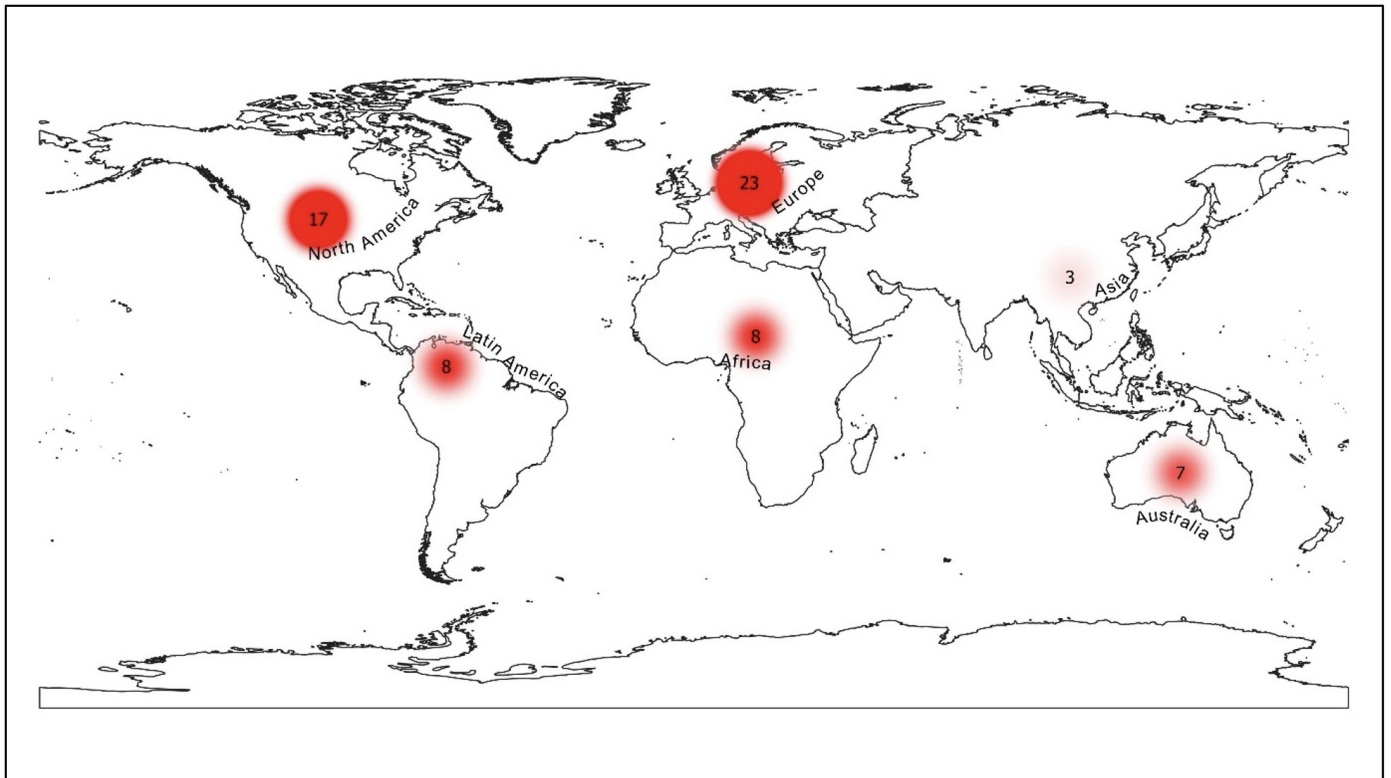 23
Europe
17
North America
3
Asia
8
Africa
8
Latin America
7
Australia